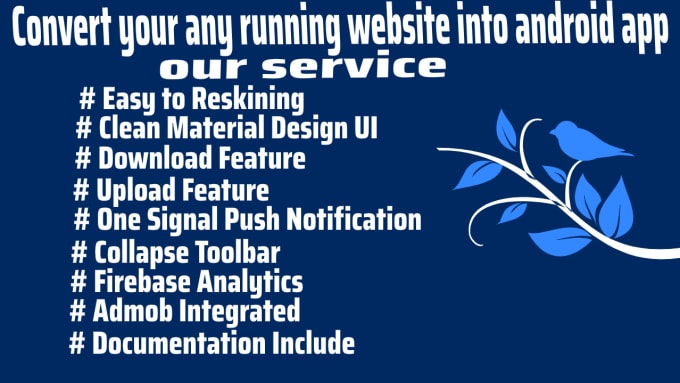 Convert your any running website into android app
our service
# Easy to Reskining
# Clean Material Design UI
# Download Feature
# Upload Feature
# One Signal Push Notification
# Collapse Toolbar
# Firebase Analytics
# Admob Integrated
# Documentation Include